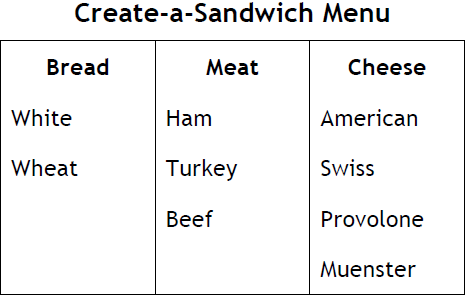 Create-a-Sandwich Menu
Bread Meat Cheese
White Ham American
Wheat Turkey Swiss
Beef Provolone
Muenster